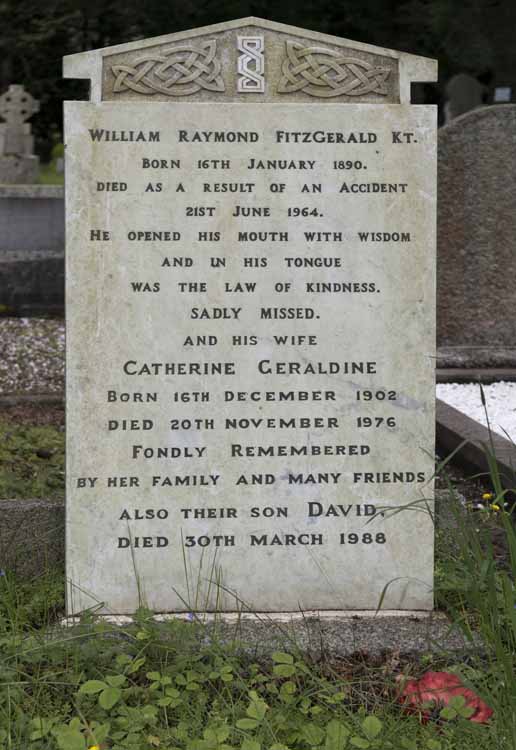 William Raymond FitzGerald Kt.
Born 16th January 1890.
Died as a result of an Accident
21st June 1964.
He opened his mouth with wisdom
and in his tongue
was the law of kindness.
sadly missed.
and his wife
Catherine Geraldine
Born 16th December 1902
Died 20th November 1976
Fondly Remembered
by her family and many friends
also their son David.
Died 30th March 1988